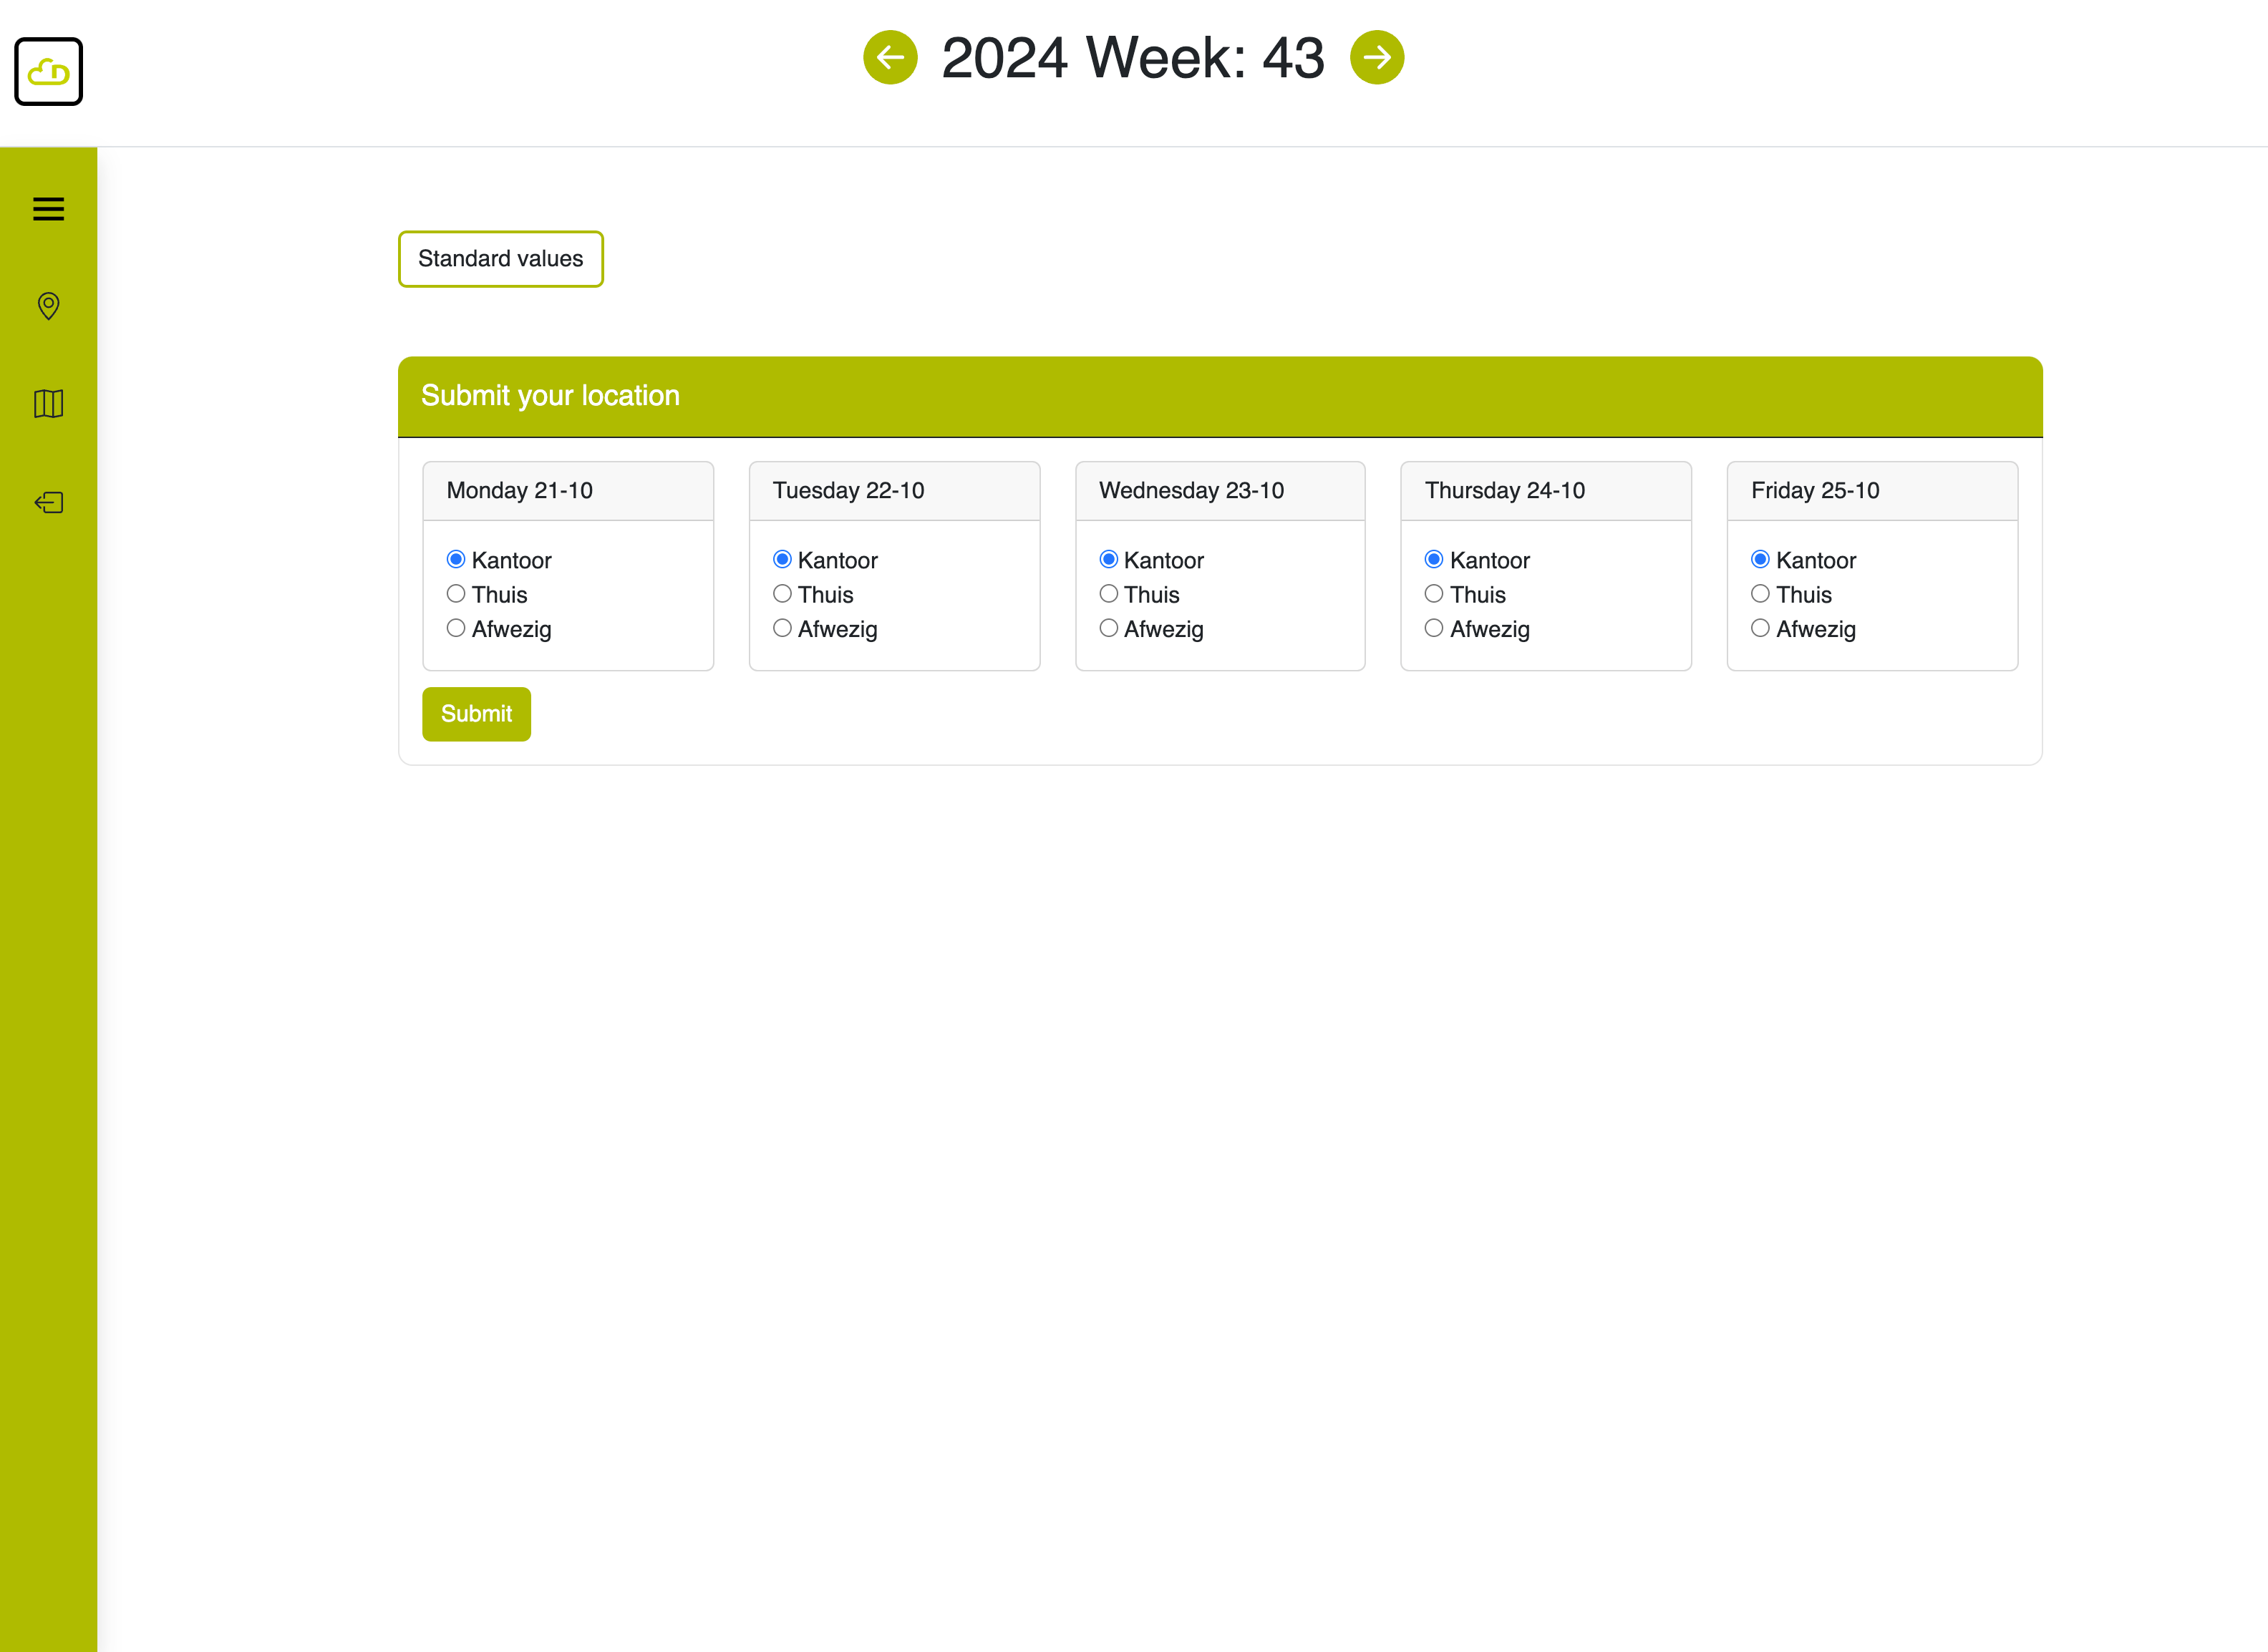 2024 Week: 43
Standard values
Submit your location
Monday 21-10
Kantoor
Thuis
Afwezig
Tuesday 22-10
Kantoor
Thuis
Afwezig
Wednesday 23-10
Kantoor
Thuis
Afwezig
Thursday 24-10
Kantoor
Thuis
Afwezig
Friday 25-10
Kantoor
Thuis
Afwezig
Submit